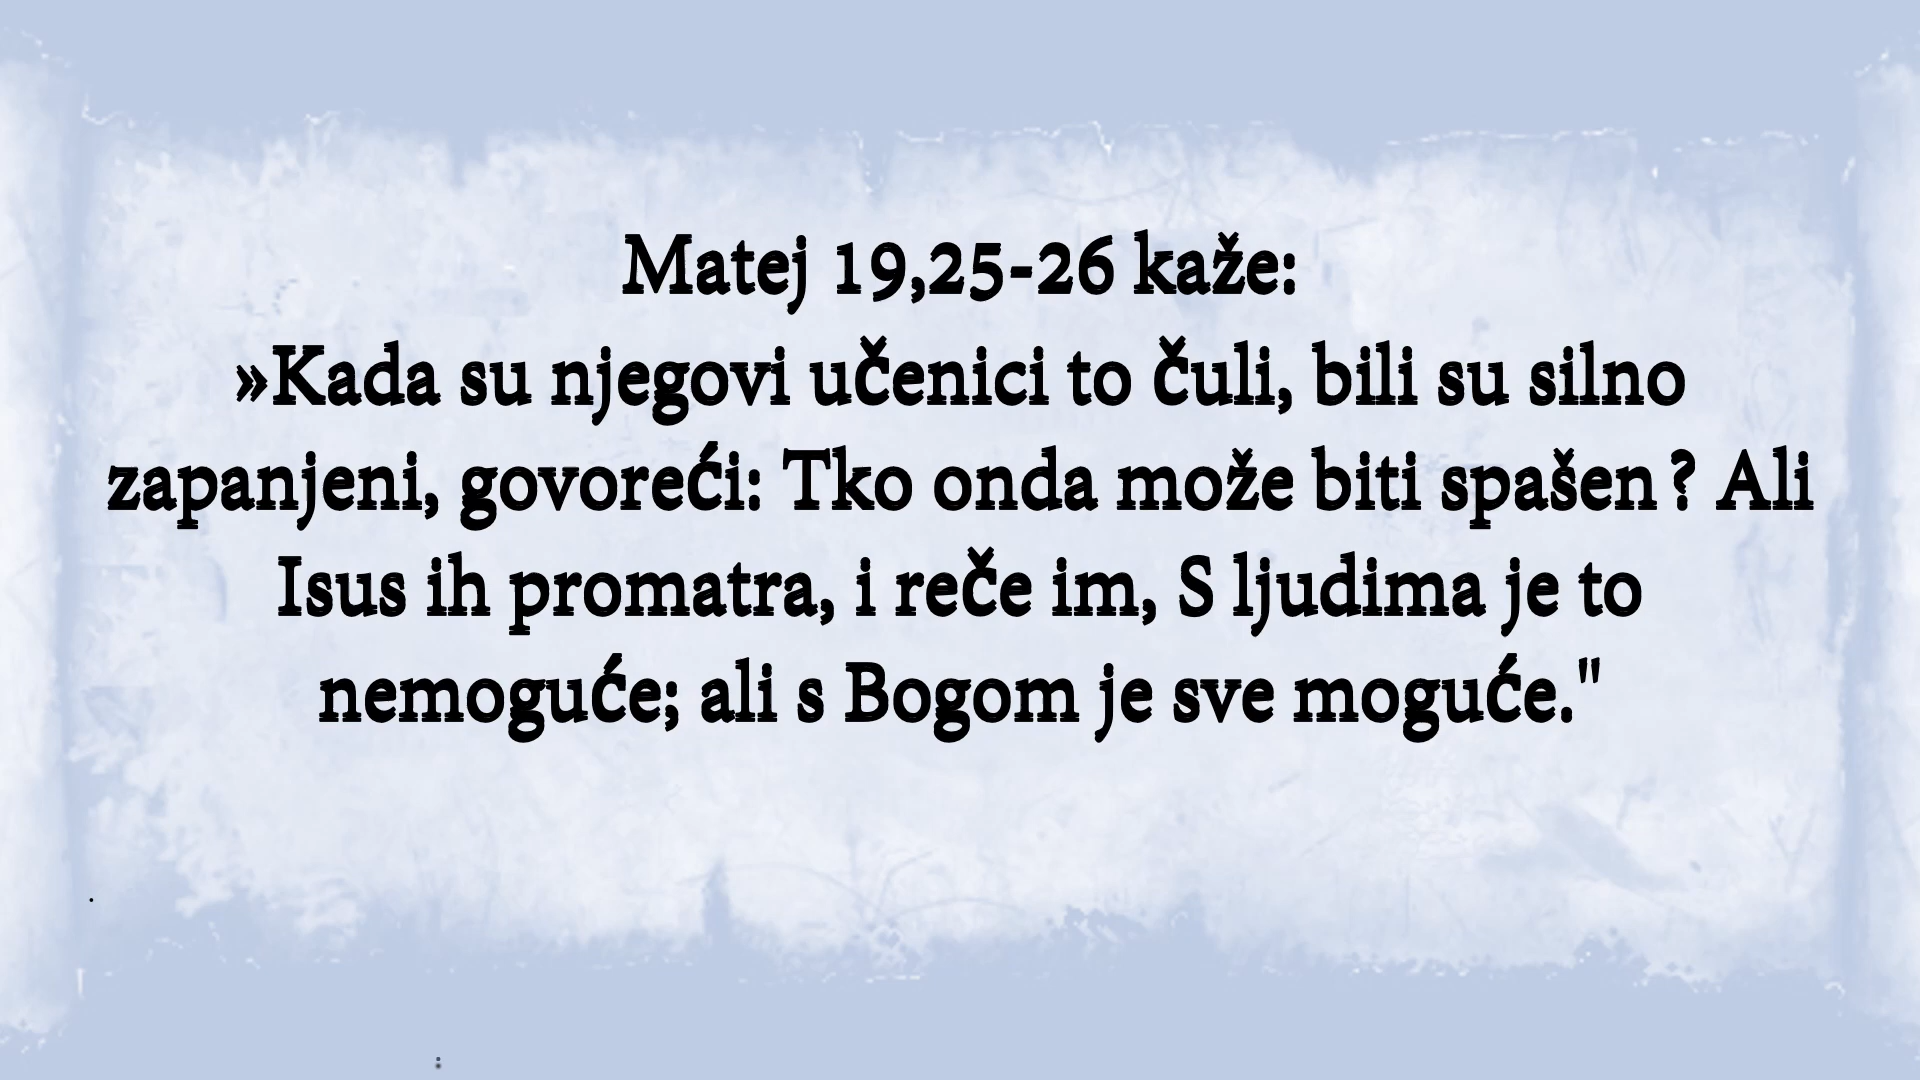 Matej 19,25-26 kaže:
»Kada su njegovi učenici to čuli, bili su silno
zapanjeni, govoreći: Tko onda može biti spašen? Ali
Isus ih promatra, i reče im, S ljudima je to
nemoguće; ali s Bogom je sve moguće."